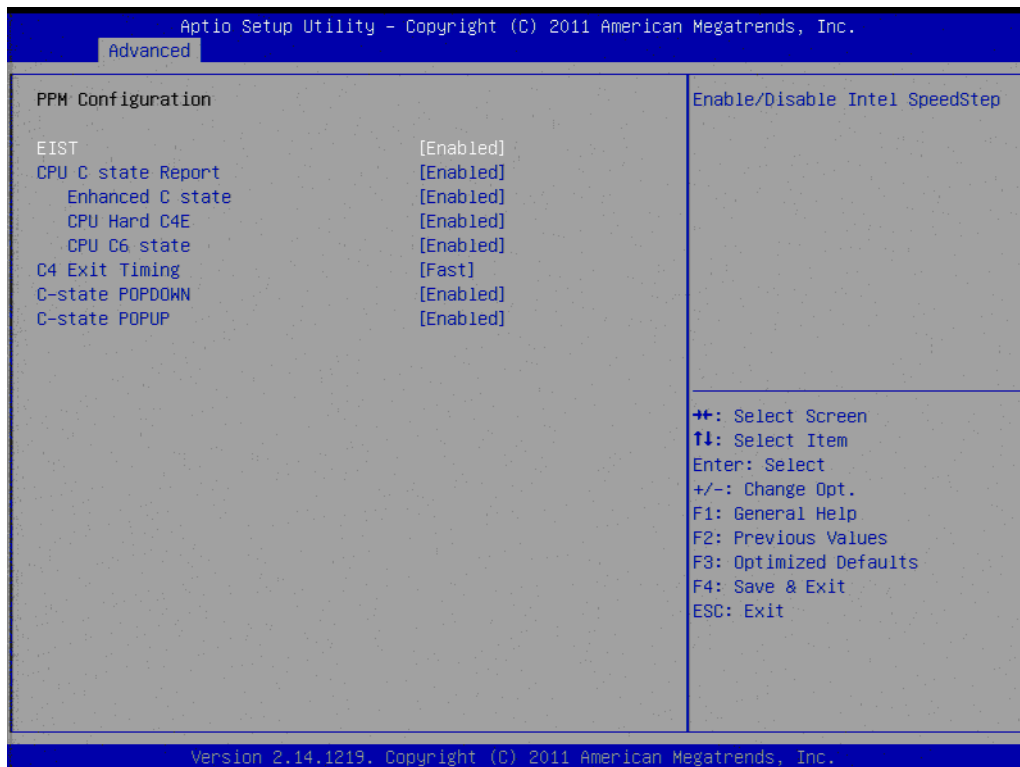 Aptio Setup Utility – Copyright (C) 2011 American Megatrends, Inc.
Advanced
PPM Configuration
EIST [Enabled]
CPU C state Report [Enabled]
Enhanced C state [Enabled]
CPU Hard C4E [Enabled]
CPU C6 state [Enabled]
C4 Exit Timing [Fast]
C-state POPDOWN [Enabled]
C-state POPUP [Enabled]
Enable/Disable Intel SpeedStep
→←: Select Screen
↑↓: Select Item
Enter: Select
+/-: Change Opt.
F1: General Help
F2: Previous Values
F3: Optimized Defaults
F4: Save & Exit
ESC: Exit
Version 2.14.1219. Copyright (C) 2011 American Megatrends, Inc.